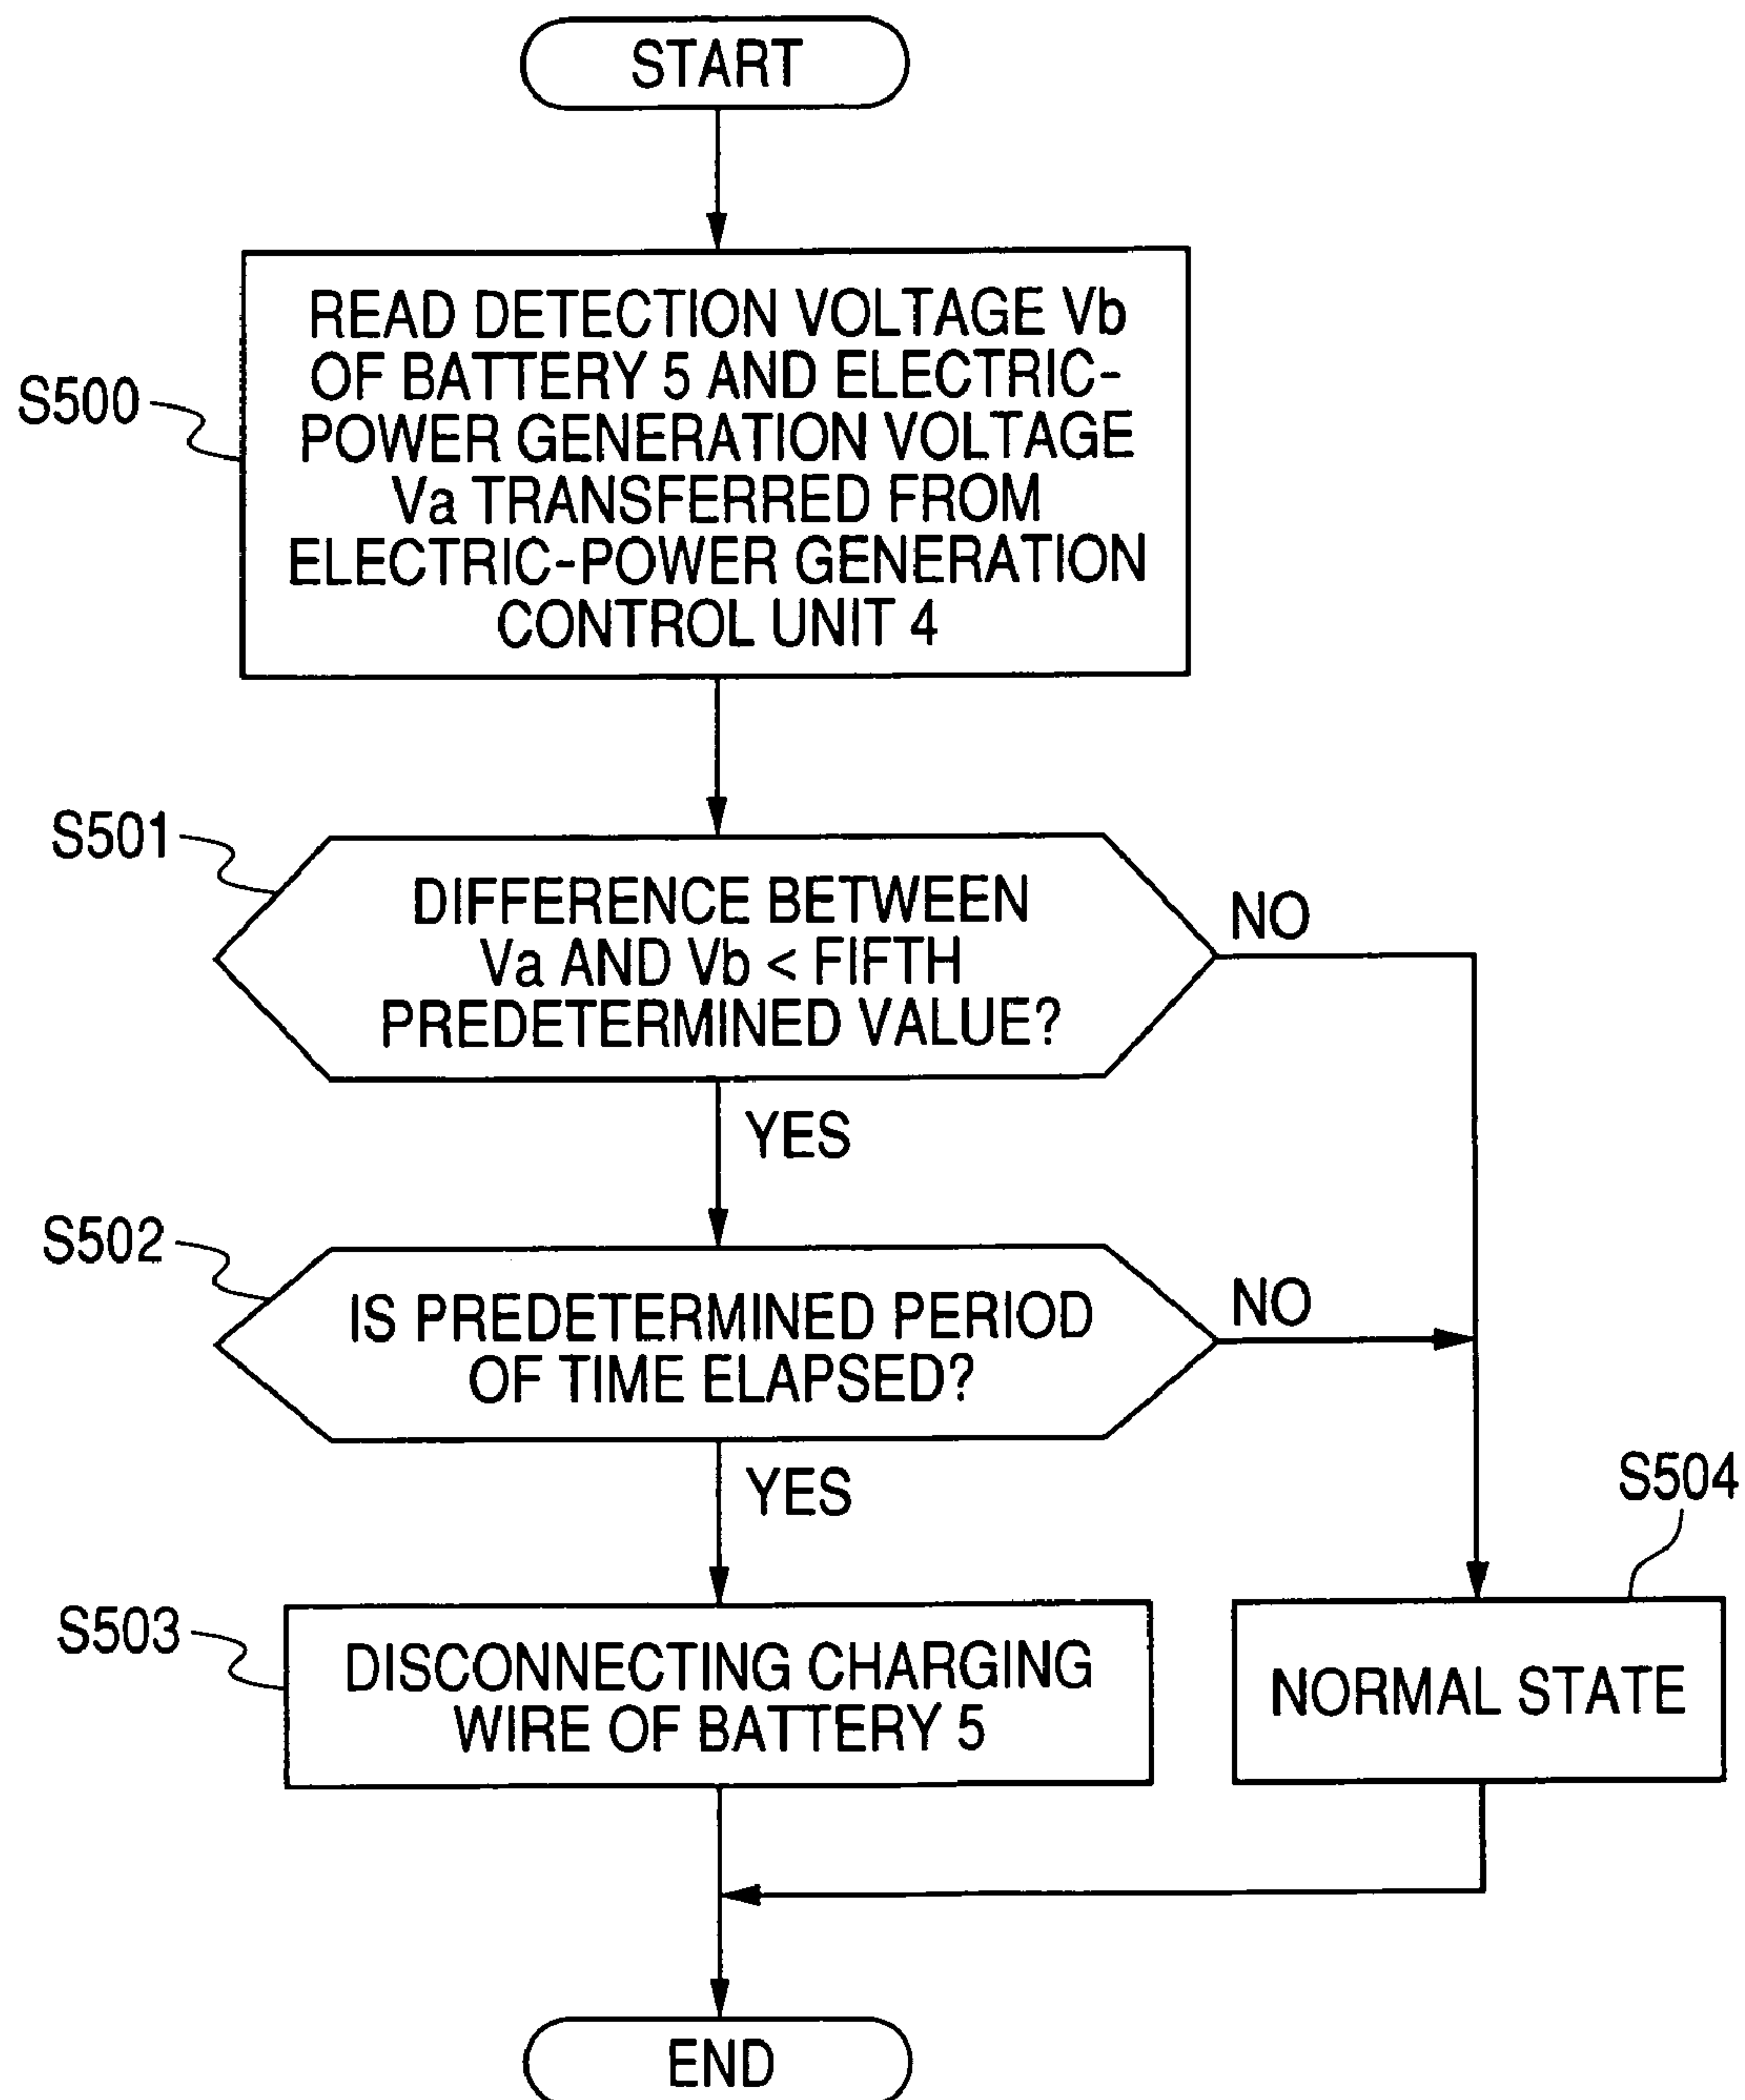 START
S500
READ DETECTION VOLTAGE Vb
OF BATTERY 5 AND ELECTRIC-
POWER GENERATION VOLTAGE
Va TRANSFERRED FROM
ELECTRIC-POWER GENERATION
CONTROL UNIT 4
S501
DIFFERENCE BETWEEN
Va AND Vb < FIFTH
PREDETERMINED VALUE?
NO
YES
S502
IS PREDETERMINED PERIOD
OF TIME ELAPSED?
NO
YES
S503
DISCONNECTING CHARGING
WIRE OF BATTERY 5
S504
NORMAL STATE
END